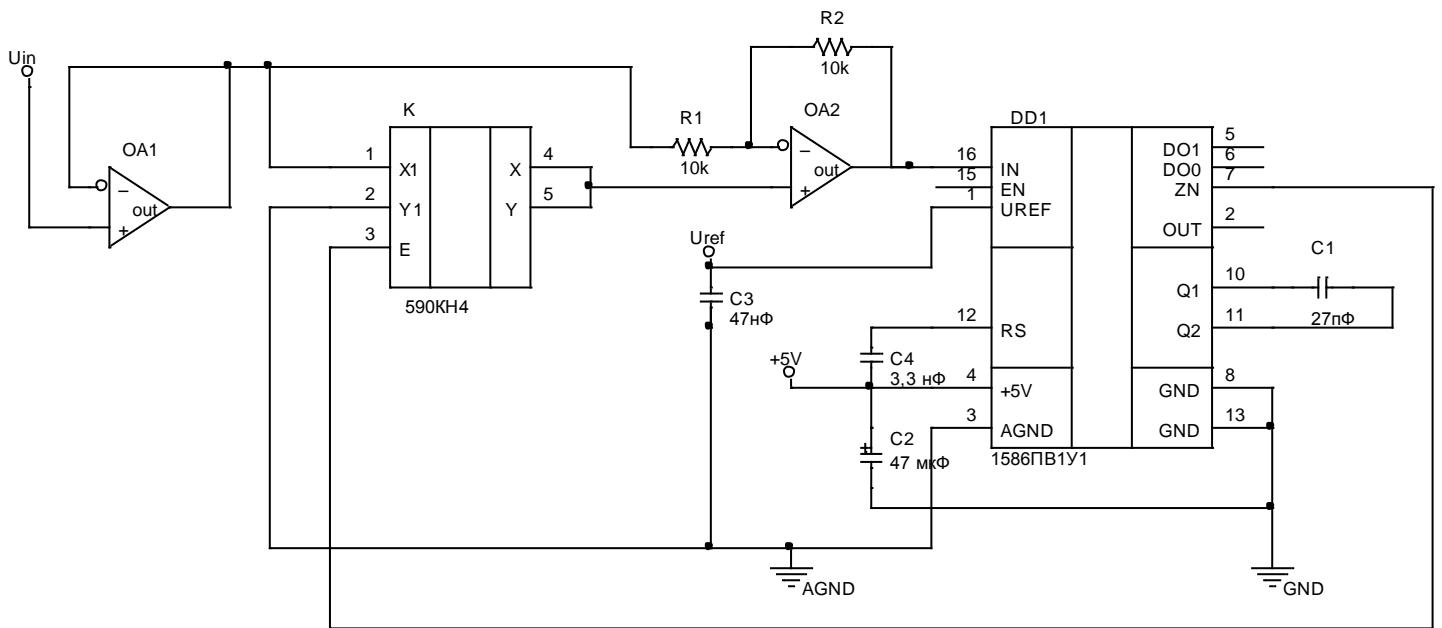 R2
10k
Uin
K
OA2
R1
10k
DD1
OA1
out
1
2
3
X1
Y1
E
X
Y
4
5
590КН4
out
16
15
1
IN
EN
UREF
DO1
DO0
ZN
OUT
5
6
7
2
Uref
C3
47нФ
12
RS
Q1
Q2
10
11
C1
27пФ
+5V
C4
3,3 нФ
4
3
+5V
AGND
GND
GND
8
13
C2
47 мкФ
1586ПВ1У1
AGND
GND